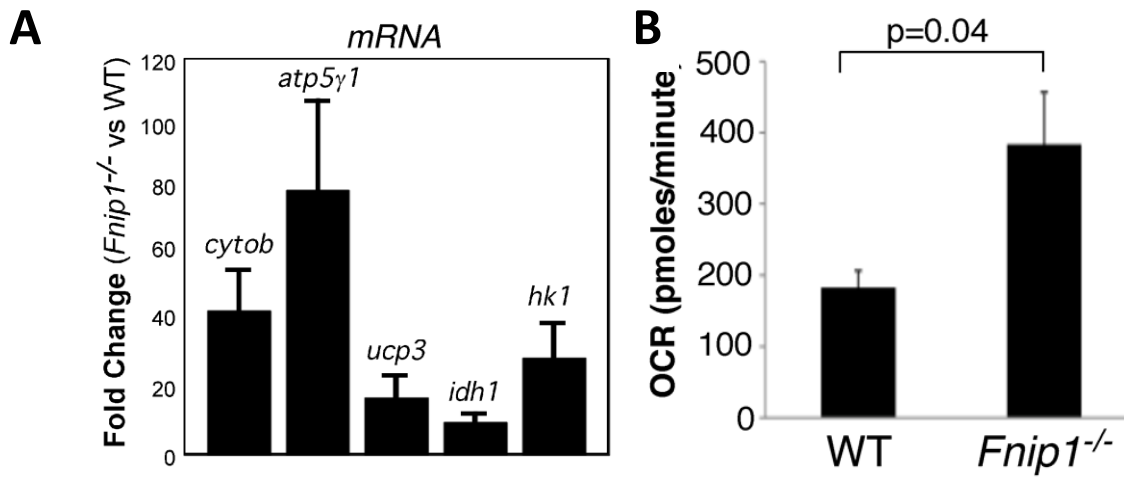 A
mRNA
Fold Change (Fnip1-/- vs WT)
120
100
80
60
40
20
0
cytob
atp5γ1
ucp3
idh1
hk1
B
p=0.04
OCR (pmoles/minute
500
400
300
200
100
0
WT
Fnip1-/-